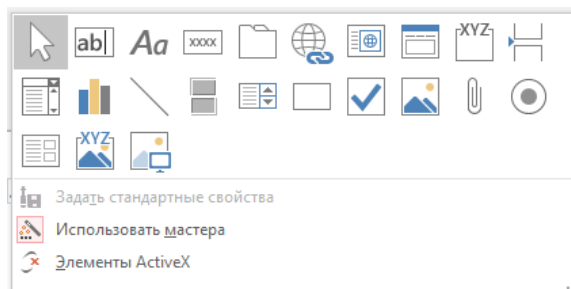 ab Aa XXXX XYZ
XYZ
Задать стандартные свойства
Использовать мастера
Элементы ActiveX